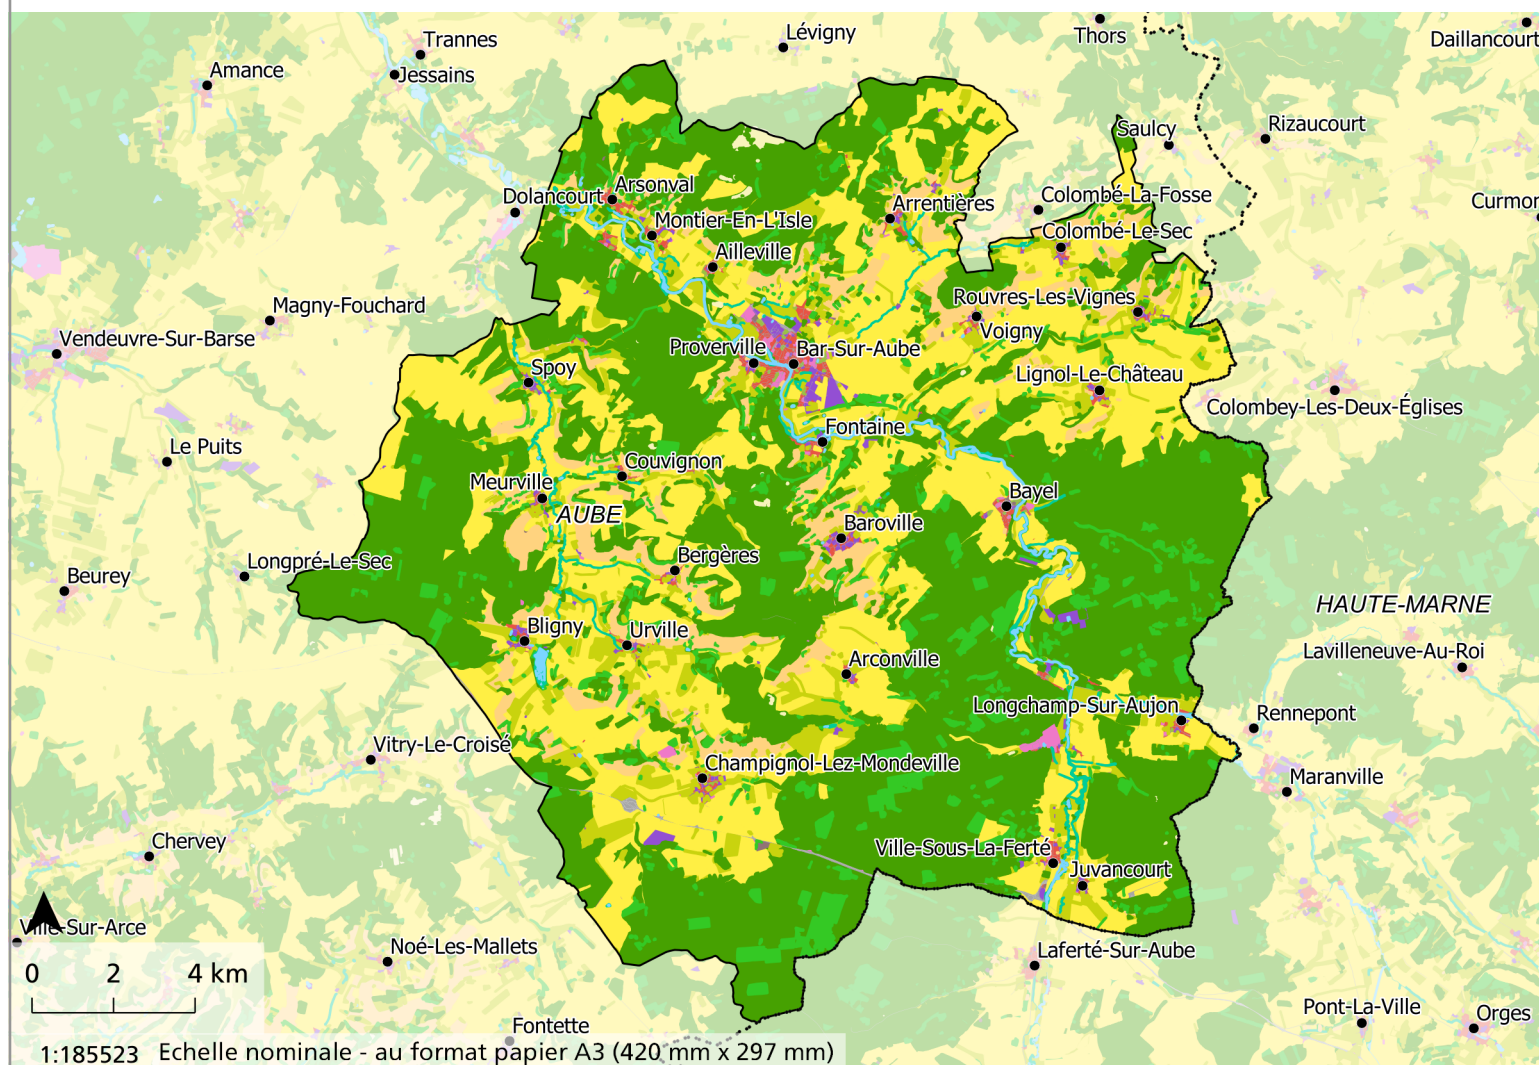 Lévigny
Thors
Daillancourt
Trannes
Jessains
Amance
Saulcy
Rizaucourt
Arsonval
Dolancourt
Colombé-La-Fosse
Arrentières
Curmon
Montier-En-L'Isle
Colombé-Le-Sec
Ailleville
Magny-Fouchard
Rouvres-Les-Vignes
Voigny
Vendeuvre-Sur-Barse
Proverville
Bar-Sur-Aube
Spoy
Lignol-Le-Château
Colombey-Les-Deux-Églises
Fontaine
Le Puits
Couvignon
Meurville
Bayel
AUBE
Baroville
Bergères
Longpré-Le-Sec
Beurey
HAUTE-MARNE
Bligny
Urville
Lavilleneuve-Au-Roi
Arconville
Longchamp-Sur-Aujon
Rennepont
Vitry-Le-Croisé
Champignol-Lez-Mondeville
Maranville
Chervey
Ville-Sous-La-Ferté
Juvancourt
Ville-Sur-Arce
Noé-Les-Mallets
Laferté-Sur-Aube
0 2 4 km
Pont-La-Ville
Orges
Fontette
1:185523 Echelle nominale - au format papier A3 (420 mm x 297 mm)